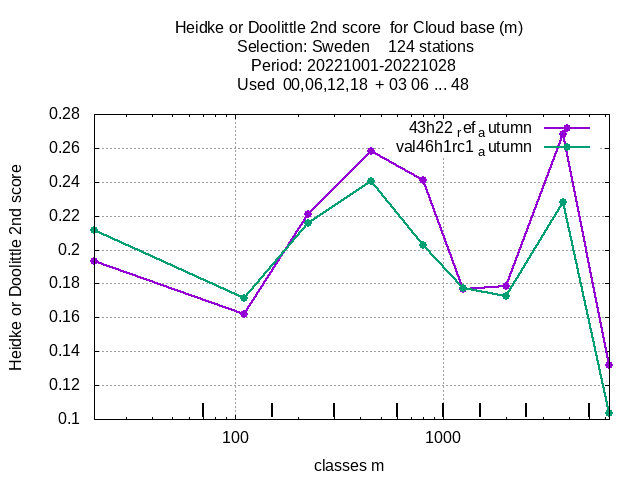 Heidke or Doolittle 2nd score for Cloud base (m)
Selection: Sweden 124 stations
Period: 20221001-20221028
Used 00,06,12,18 + 03 06 ... 48
0.28
43h22_ref_autumn
0.26
val46h1rc1_autumn
0.24
0.22
0.2
0.18
0.16
0.14
0.12
0.1
Heidke or Doolittle 2nd score
100
1000
classes m